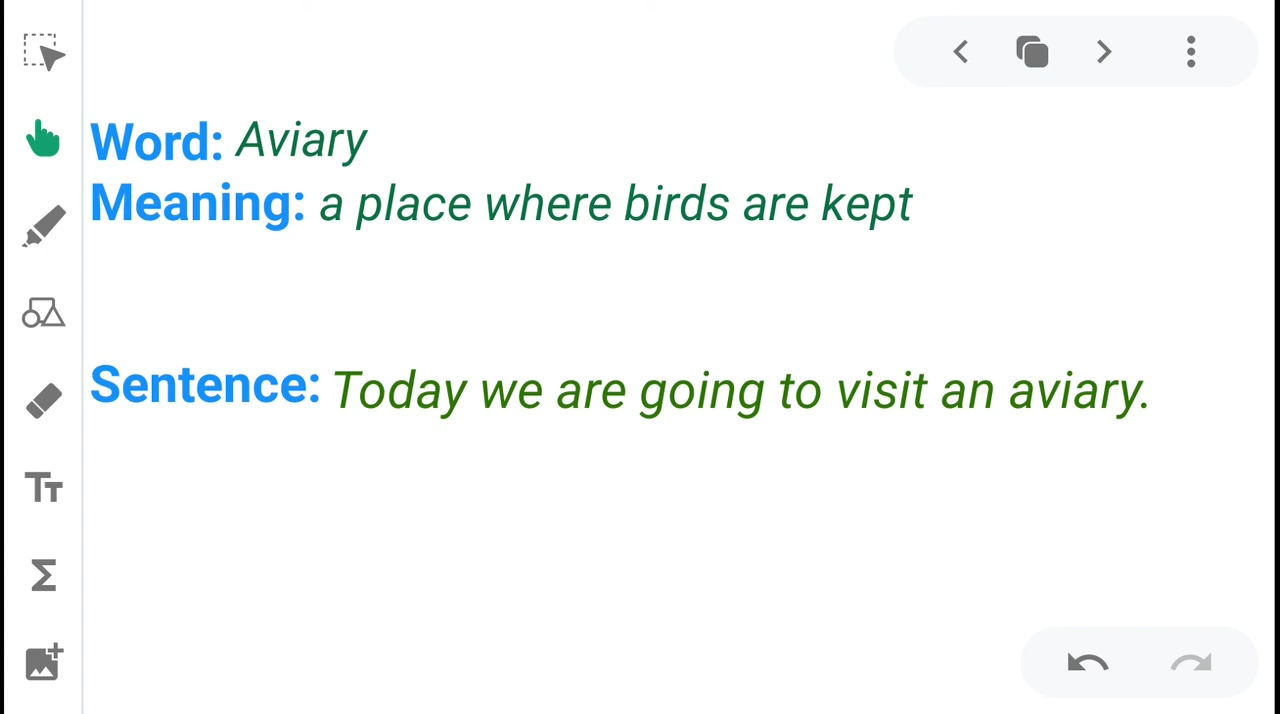 Word: Aviary
Meaning: a place where birds are kept
Sentence: Today we are going to visit an aviary.